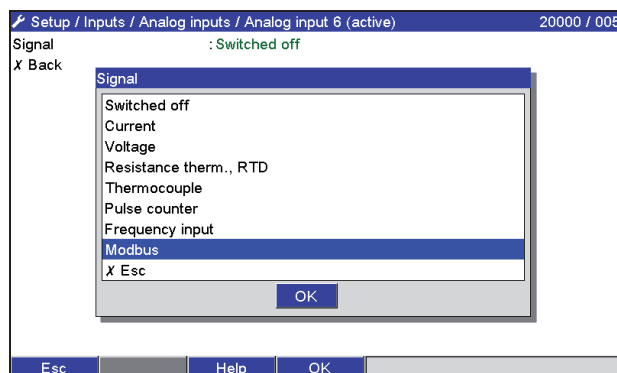 Setup / Inputs / Analog inputs / Analog input 6 (active) 20000 / 005
Signal : Switched off
X Back
Signal
Switched off
Current
Voltage
Resistance therm., RTD
Thermocouple
Pulse counter
Frequency input
Modbus
X Esc
OK
Esc Help OK